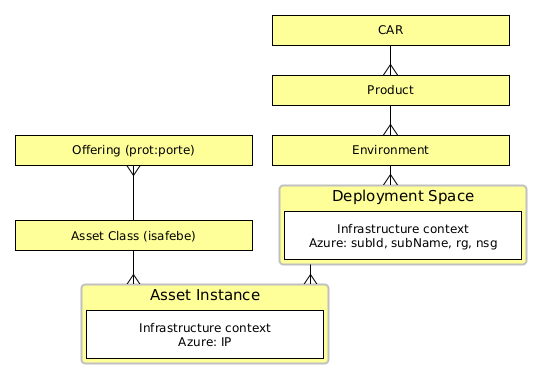 CAR
Product
Offering (prot:porte)
Environment
Deployment Space
Infrastructure context
Azure: subId, subName, rg, nsg
Asset Class (isafebe)
Asset Instance
Infrastructure context
Azure: IP